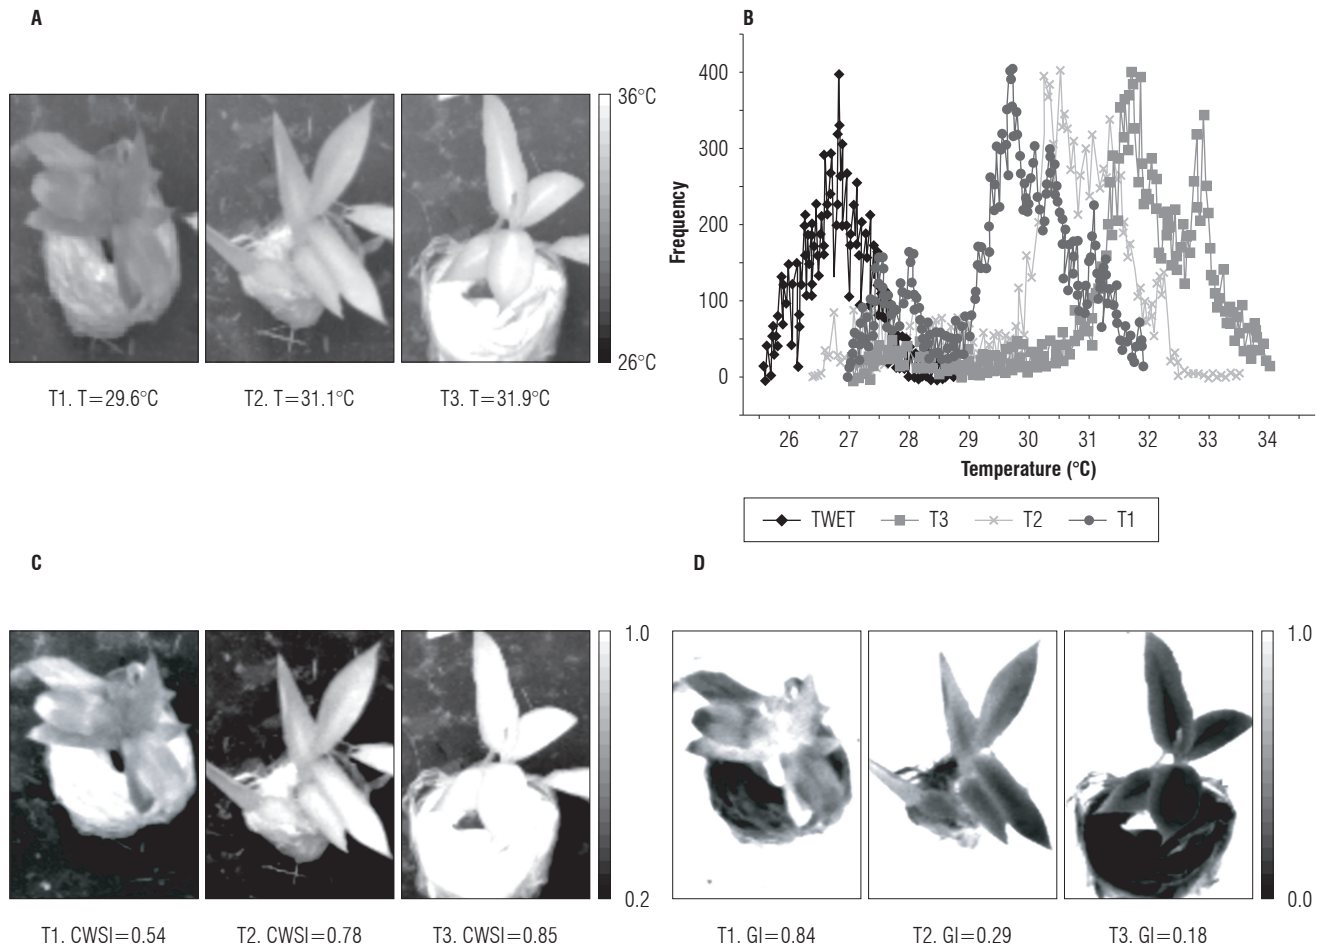 A
36°C
26°C
T1. T=29.6°C
T2. T=31.1°C
T3. T=31.9°C
B
Frequency
400
300
200
100
0
26 27 28 29 30 31 32 33 34
Temperature (°C)
TWET T3 T2 T1
C
1.0
0.2
T1. CWSI=0.54
T2. CWSI=0.78
T3. CWSI=0.85
D
1.0
0.0
T1. GI=0.84
T2. GI=0.29
T3. GI=0.18